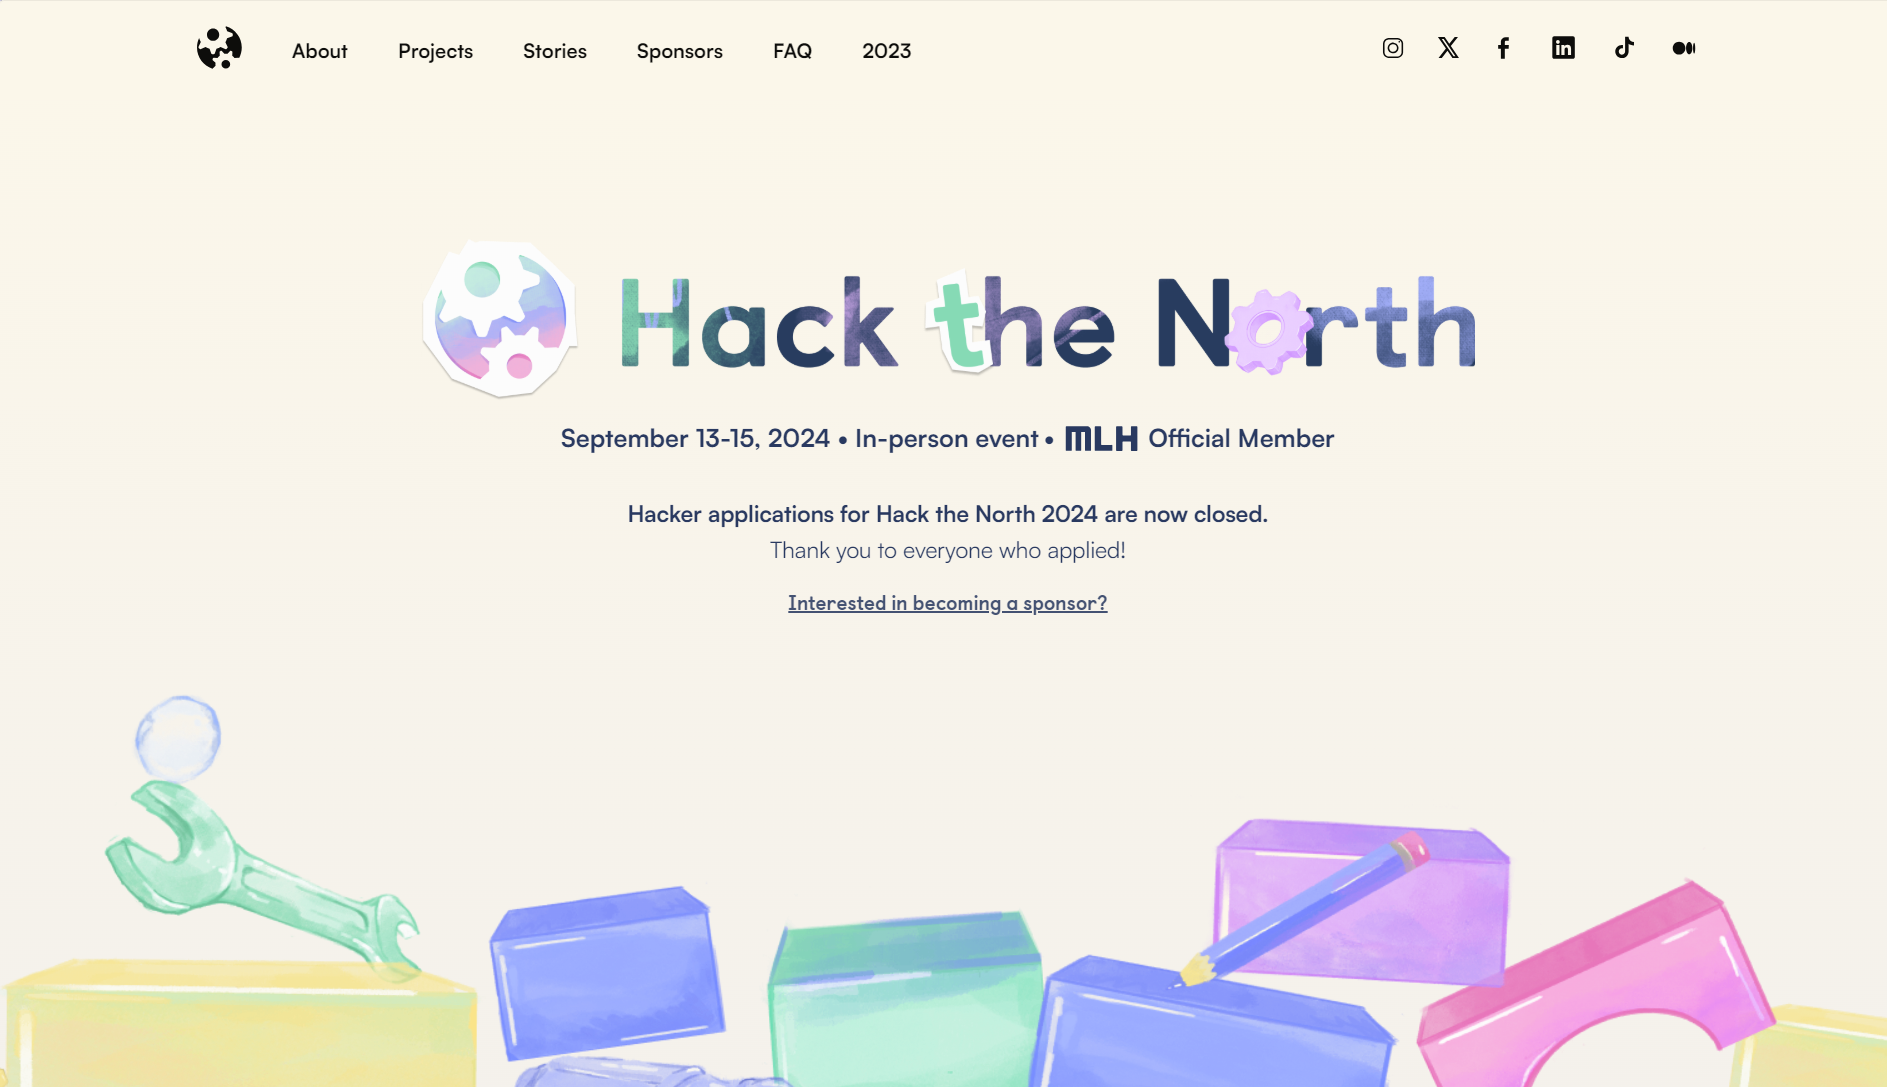 About Projects Stories Sponsors FAQ 2023
Hack the North
September 13-15, 2024 • In-person event • MLH Official Member
Hacker applications for Hack the North 2024 are now closed.
Thank you to everyone who applied!
Interested in becoming a sponsor?